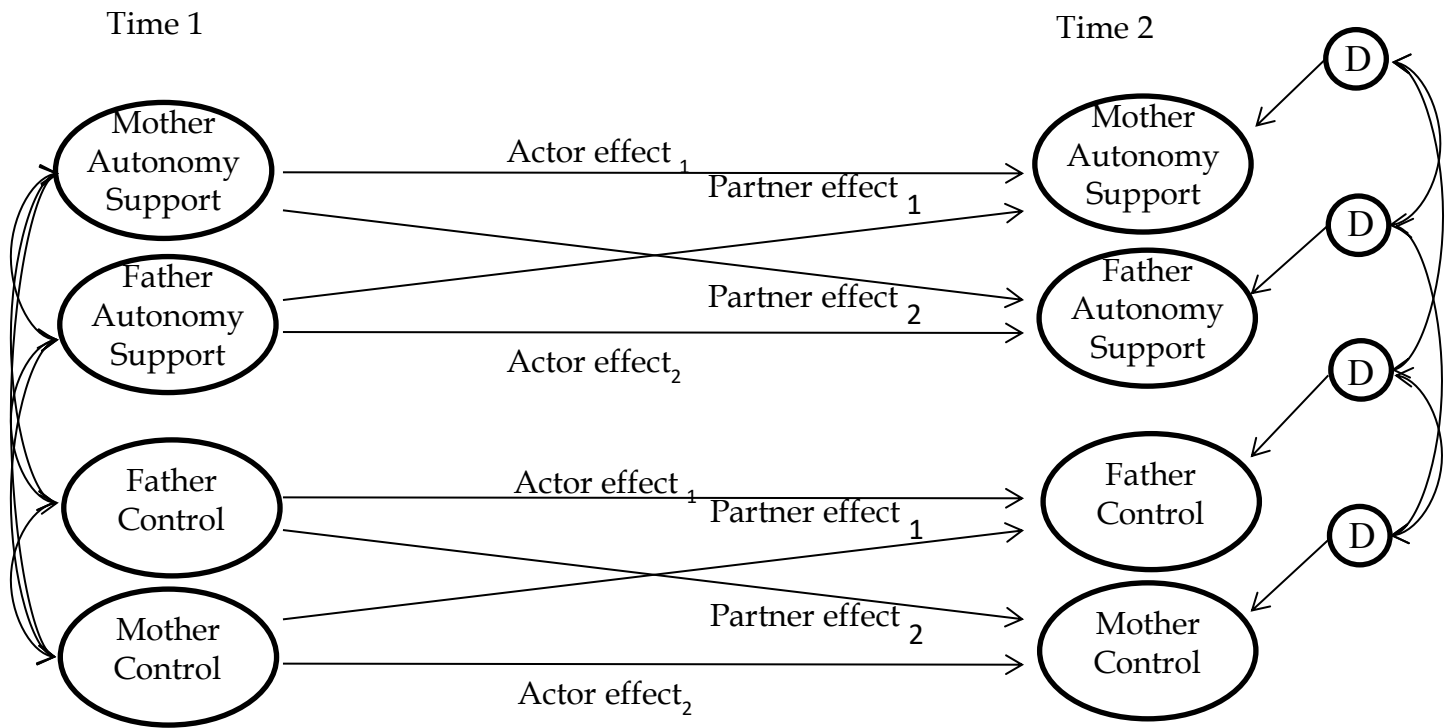 Time 1
Time 2
D
Mother
Autonomy
Support
Actor effect 1
Mother
Autonomy
Support
Partner effect 1
D
Father
Autonomy
Support
Partner effect 2
Father
Autonomy
Support
Actor effect2
D
Father
Control
Actor effect 1
Father
Control
Partner effect 1
D
Mother
Control
Partner effect 2
Mother
Control
Actor effect2